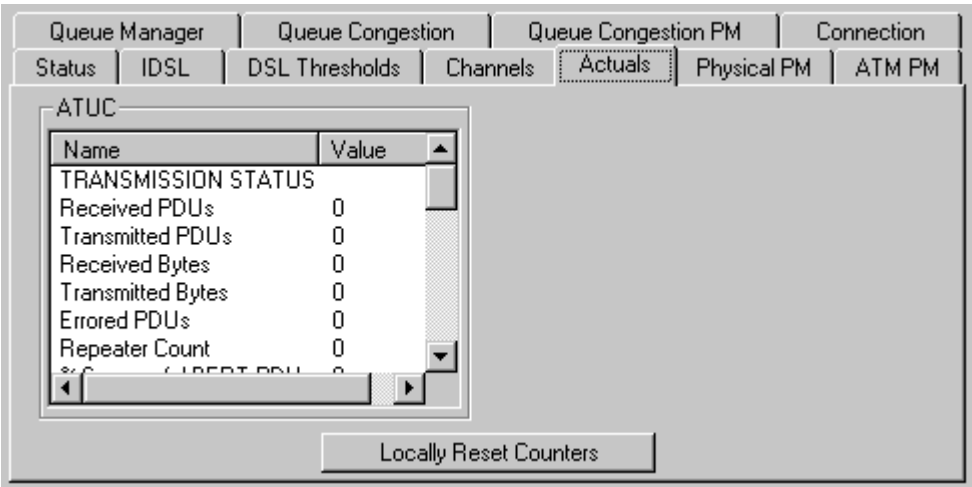 Queue Manager Queue Congestion Queue Congestion PM Connection
Status IDSL DSL Thresholds Channels Actuals Physical PM ATM PM
ATUC
Name Value
TRANSMISSION STATUS
Received PDUs 0
Transmitted PDUs 0
Received Bytes 0
Transmitted Bytes 0
Errored PDUs 0
Repeater Count 0
Locally Reset Counters